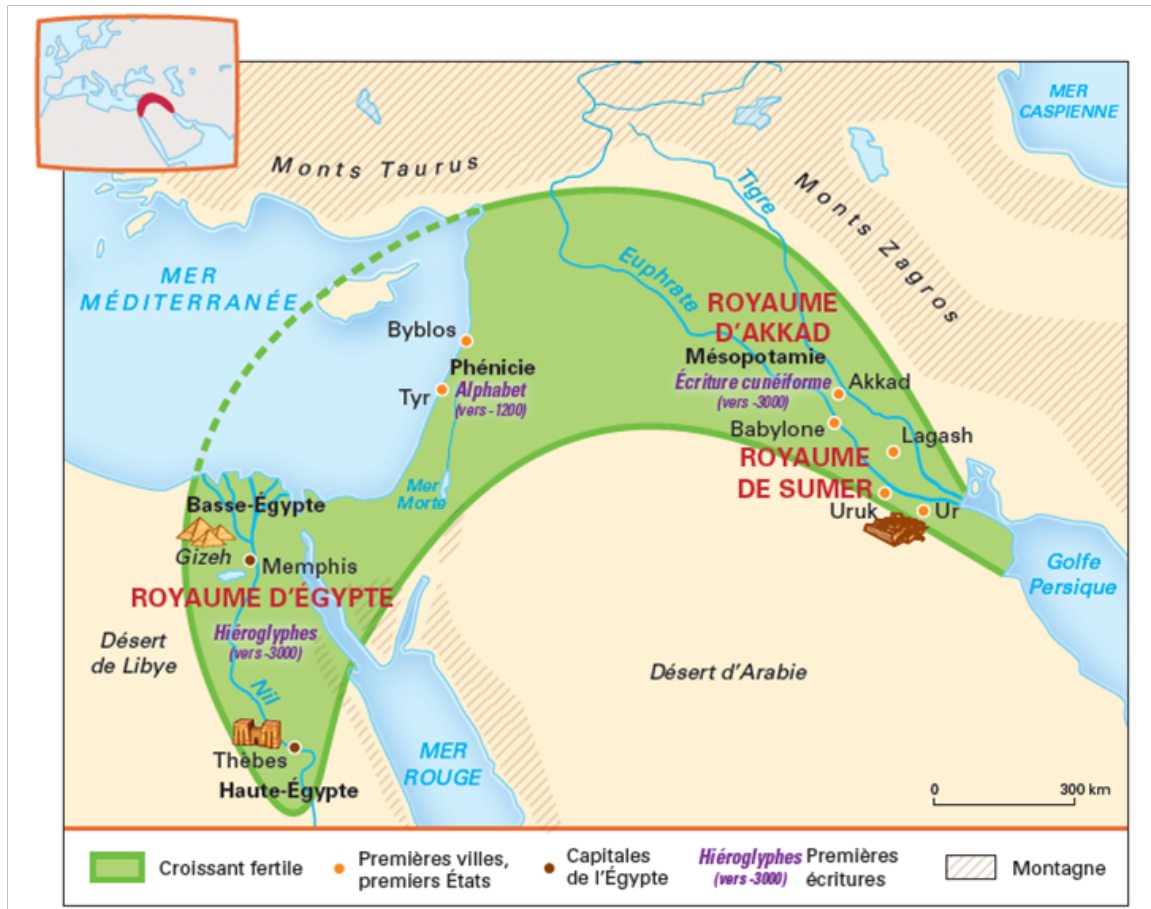 MER
CASPIENNE
Monts Taurus
Tigre
Monts Zagros
MER
MÉDITERRANÉE
Euphrate
ROYAUME
D'AKKAD
Byblos
Mésopotamie
Phénicie
Écriture cunéiforme
(vers -3000)
Akkad
Tyr
Alphabet
(vers -1200)
Babylone
Lagash
ROYAUME
DE SUMER
Mer
Morte
Basse-Égypte
Uruk
Ur
Gizeh
Memphis
Golfe
Persique
ROYAUME D'ÉGYPTE
Hiéroglyphes
(vers -3000)
Désert
de Libye
Désert d'Arabie
Nil
Thèbes
MER
ROUGE
Haute-Égypte
0 300 km
Croissant fertile
Premières villes,
premiers États
Capitales
de l'Égypte
Hiéroglyphes Premières
(vers -3000) écritures
Montagne